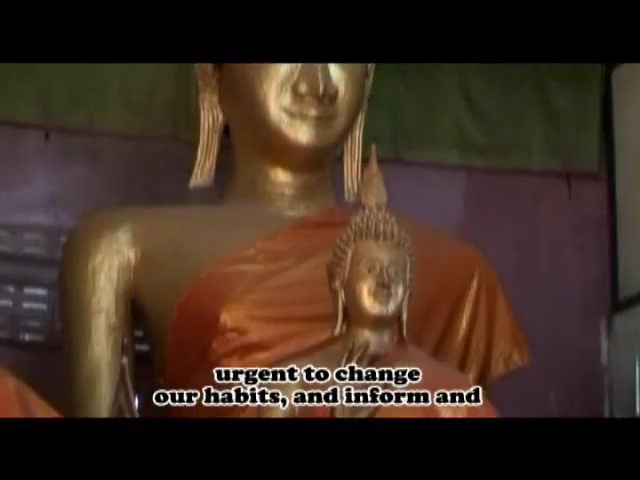 urgent to change
our habits, and inform and